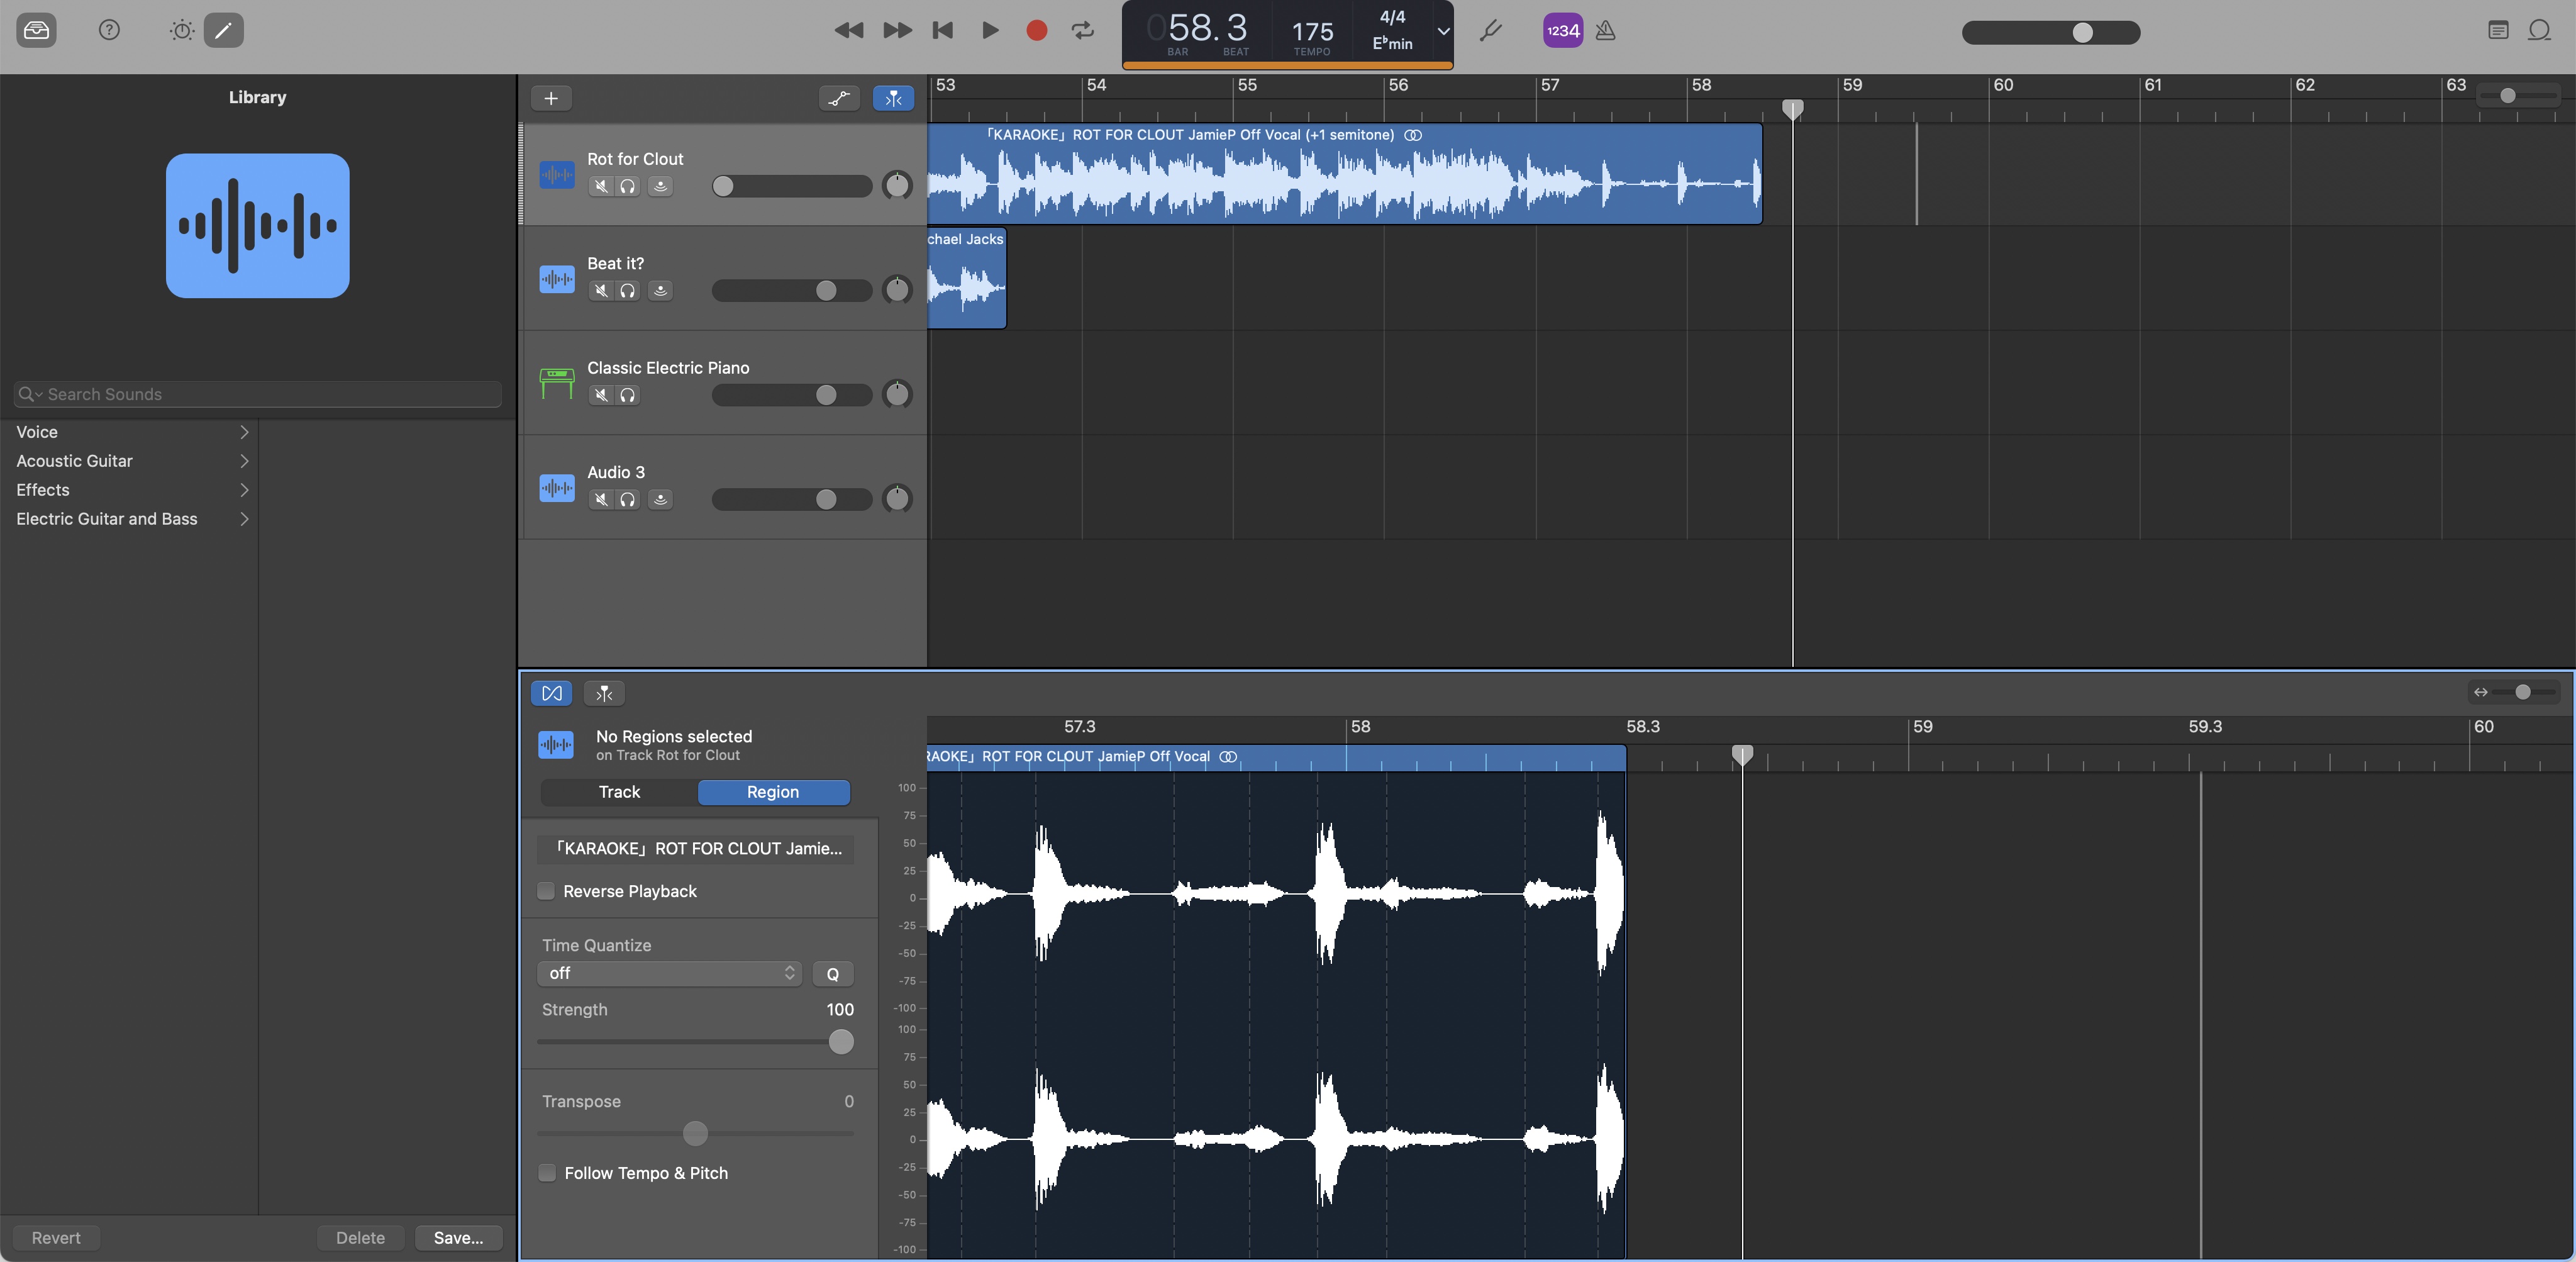 058.3
BAR BEAT
175
TEMPO
4/4
E♭min
1234
Library
Search Sounds
Voice
Acoustic Guitar
Effects
Electric Guitar and Bass
Revert
Delete
Save...
53 54 55 56 57 58 59 60 61 62 63
Rot for Clout
「KARAOKE」ROT FOR CLOUT JamieP Off Vocal (+1 semitone)
Beat it?
chael Jacks
Classic Electric Piano
Audio 3
No Regions selected
on Track Rot for Clout
Track Region
「KARAOKE」ROT FOR CLOUT Jamie...
Reverse Playback
Time Quantize
off
Q
Strength 100
Transpose 0
Follow Tempo & Pitch
57.3 58 58.3 59 59.3 60
RAOKE」ROT FOR CLOUT JamieP Off Vocal
100
75
50
25
0
-25
-50
-75
-100
100
75
50
25
0
-25
-50
-75
-100